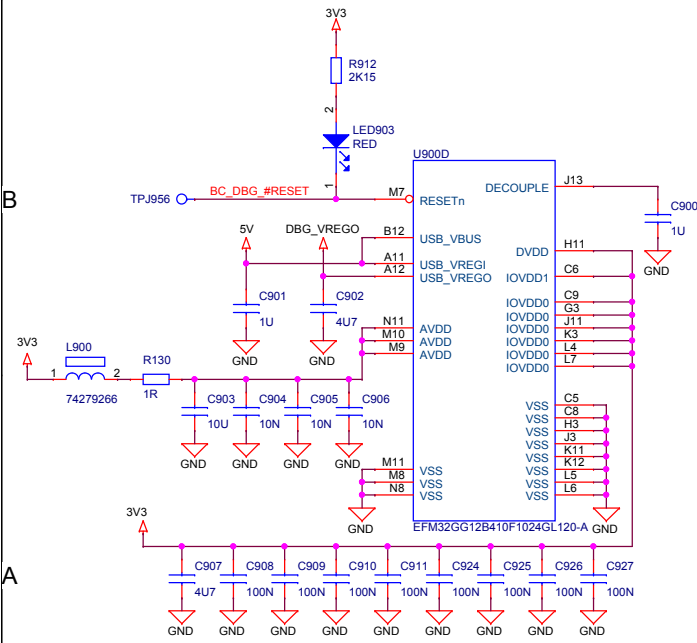 3V3
R912
2K15
2
LED903
RED
1
U900D
B
TPJ956
BC_DBG_#RESET
M7
RESETn
DECOUPLE
J13
C900
1U
GND
5V
DBG_VREGO
B12
USB_VBUS
A11
USB_VREGI
A12
USB_VREGO
DVDD
H11
IOVDD1
C6
C901
1U
GND
C902
4U7
GND
IOVDD0
C9
IOVDD0
G3
IOVDD0
J11
IOVDD0
K3
IOVDD0
L4
IOVDD0
L7
N11
AVDD
M10
AVDD
M9
AVDD
3V3
L900
1
2
74279266
R130
1R
C903
10U
GND
C904
10N
GND
C905
10N
GND
C906
10N
GND
VSS
C5
VSS
C8
VSS
H3
VSS
J3
VSS
K11
VSS
K12
VSS
L5
VSS
L6
M11
VSS
M8
VSS
N8
VSS
GND
GND
EFM32GG12B410F1024GL120-A
3V3
A
C907
4U7
GND
C908
100N
GND
C909
100N
GND
C910
100N
GND
C911
100N
GND
C924
100N
GND
C925
100N
GND
C926
100N
GND
C927
100N
GND